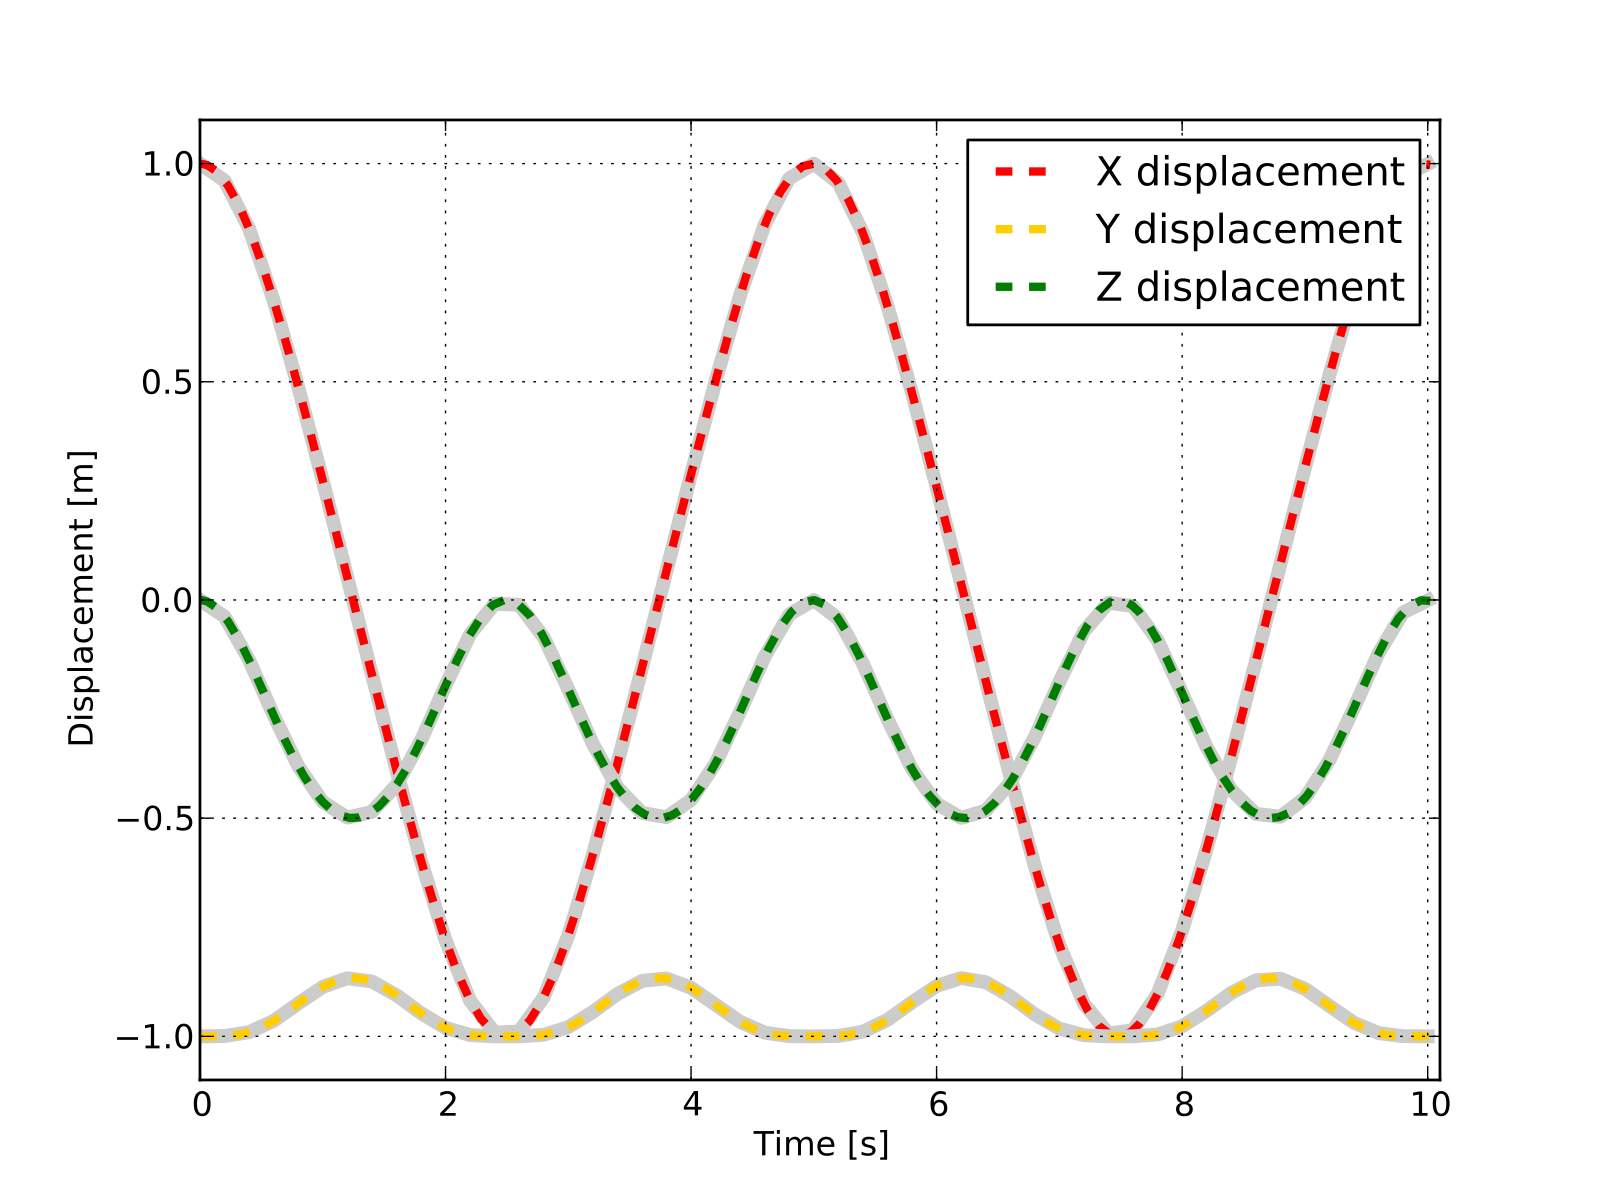 X displacement
Y displacement
Z displacement
1.0
0.5
0.0
−0.5
−1.0
Displacement [m]
0 2 4 6 8 10
Time [s]